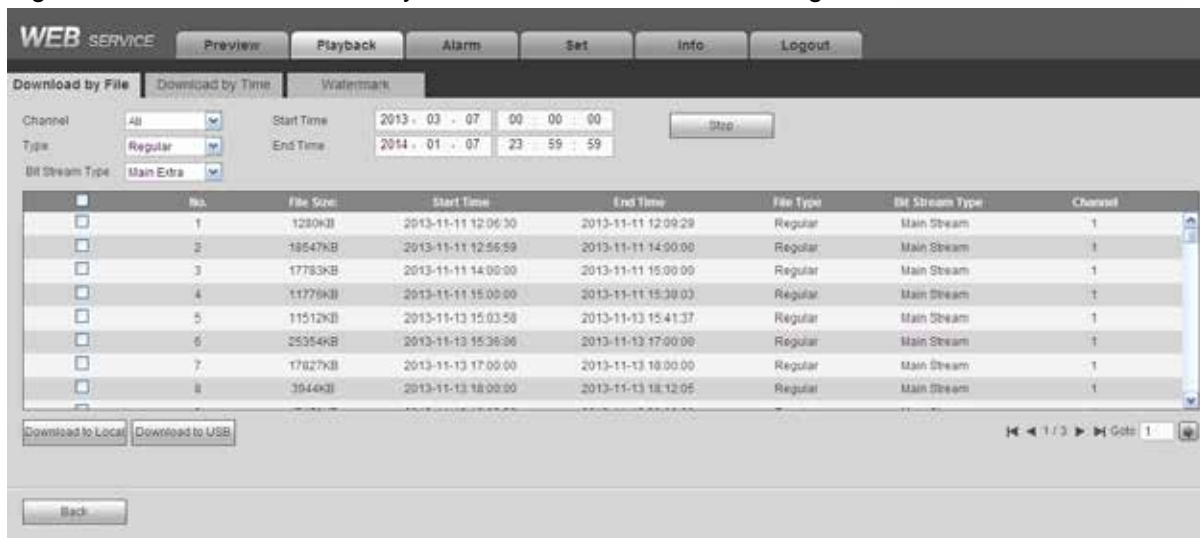 WEB SERVICE Preview Playback Alarm Set Info Logout
Download by File Download by Time Watermark
Channel All Start Time 2013 - 03 - 07 00 : 00 : 00 Stop
Type Regular End Time 2014 - 01 - 07 23 : 59 : 59
Bit Stream Type Main Extra
No. File Size Start Time End Time File Type Bit Stream Type Channel
1 1280KB 2013-11-11 12:06:30 2013-11-11 12:09:29 Regular Main Stream 1
2 2013-11-11 12:56:59 2013-11-11 14:00:00 Regular Main Stream 1
3 17783KB 2013-11-11 14:00:00 2013-11-11 15:00:00 Regular Main Stream 1
4 11776KB 2013-11-11 15:00:00 2013-11-11 15:38:03 Regular Main Stream 1
5 11512KB 2013-11-13 15:03:58 2013-11-13 15:41:37 Regular Main Stream 1
6 25354KB 2013-11-13 15:36:06 2013-11-13 17:00:00 Regular Main Stream 1
7 17827KB 2013-11-13 17:00:00 2013-11-13 18:00:00 Regular Main Stream 1
8 3944KB 2013-11-13 18:00:00 2013-11-13 18:12:05 Regular Main Stream 1
Download to Local Download to USB 1 / 3 Goto 1
Back